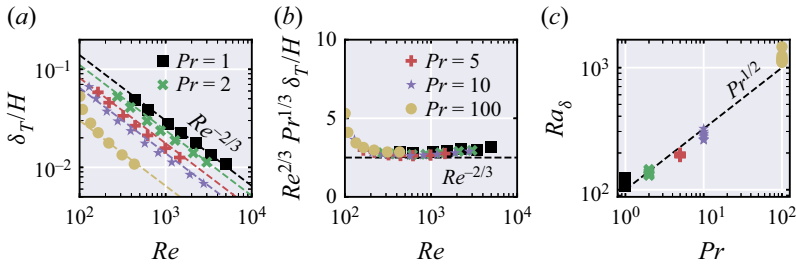 (a)
δ_T/H
10^{-1}
10^{-2}
10^2
10^3
10^4
Re
Pr = 1
Pr = 2
Re^{-2/3}
(b)
Re^{2/3} Pr^{1/3} δ_T/H
10
5
0
10^2
10^3
10^4
Re
Pr = 5
Pr = 10
Pr = 100
Re^{-2/3}
(c)
Ra_δ
10^3
10^2
10^0
10^1
10^2
Pr
Pr^{1/2}